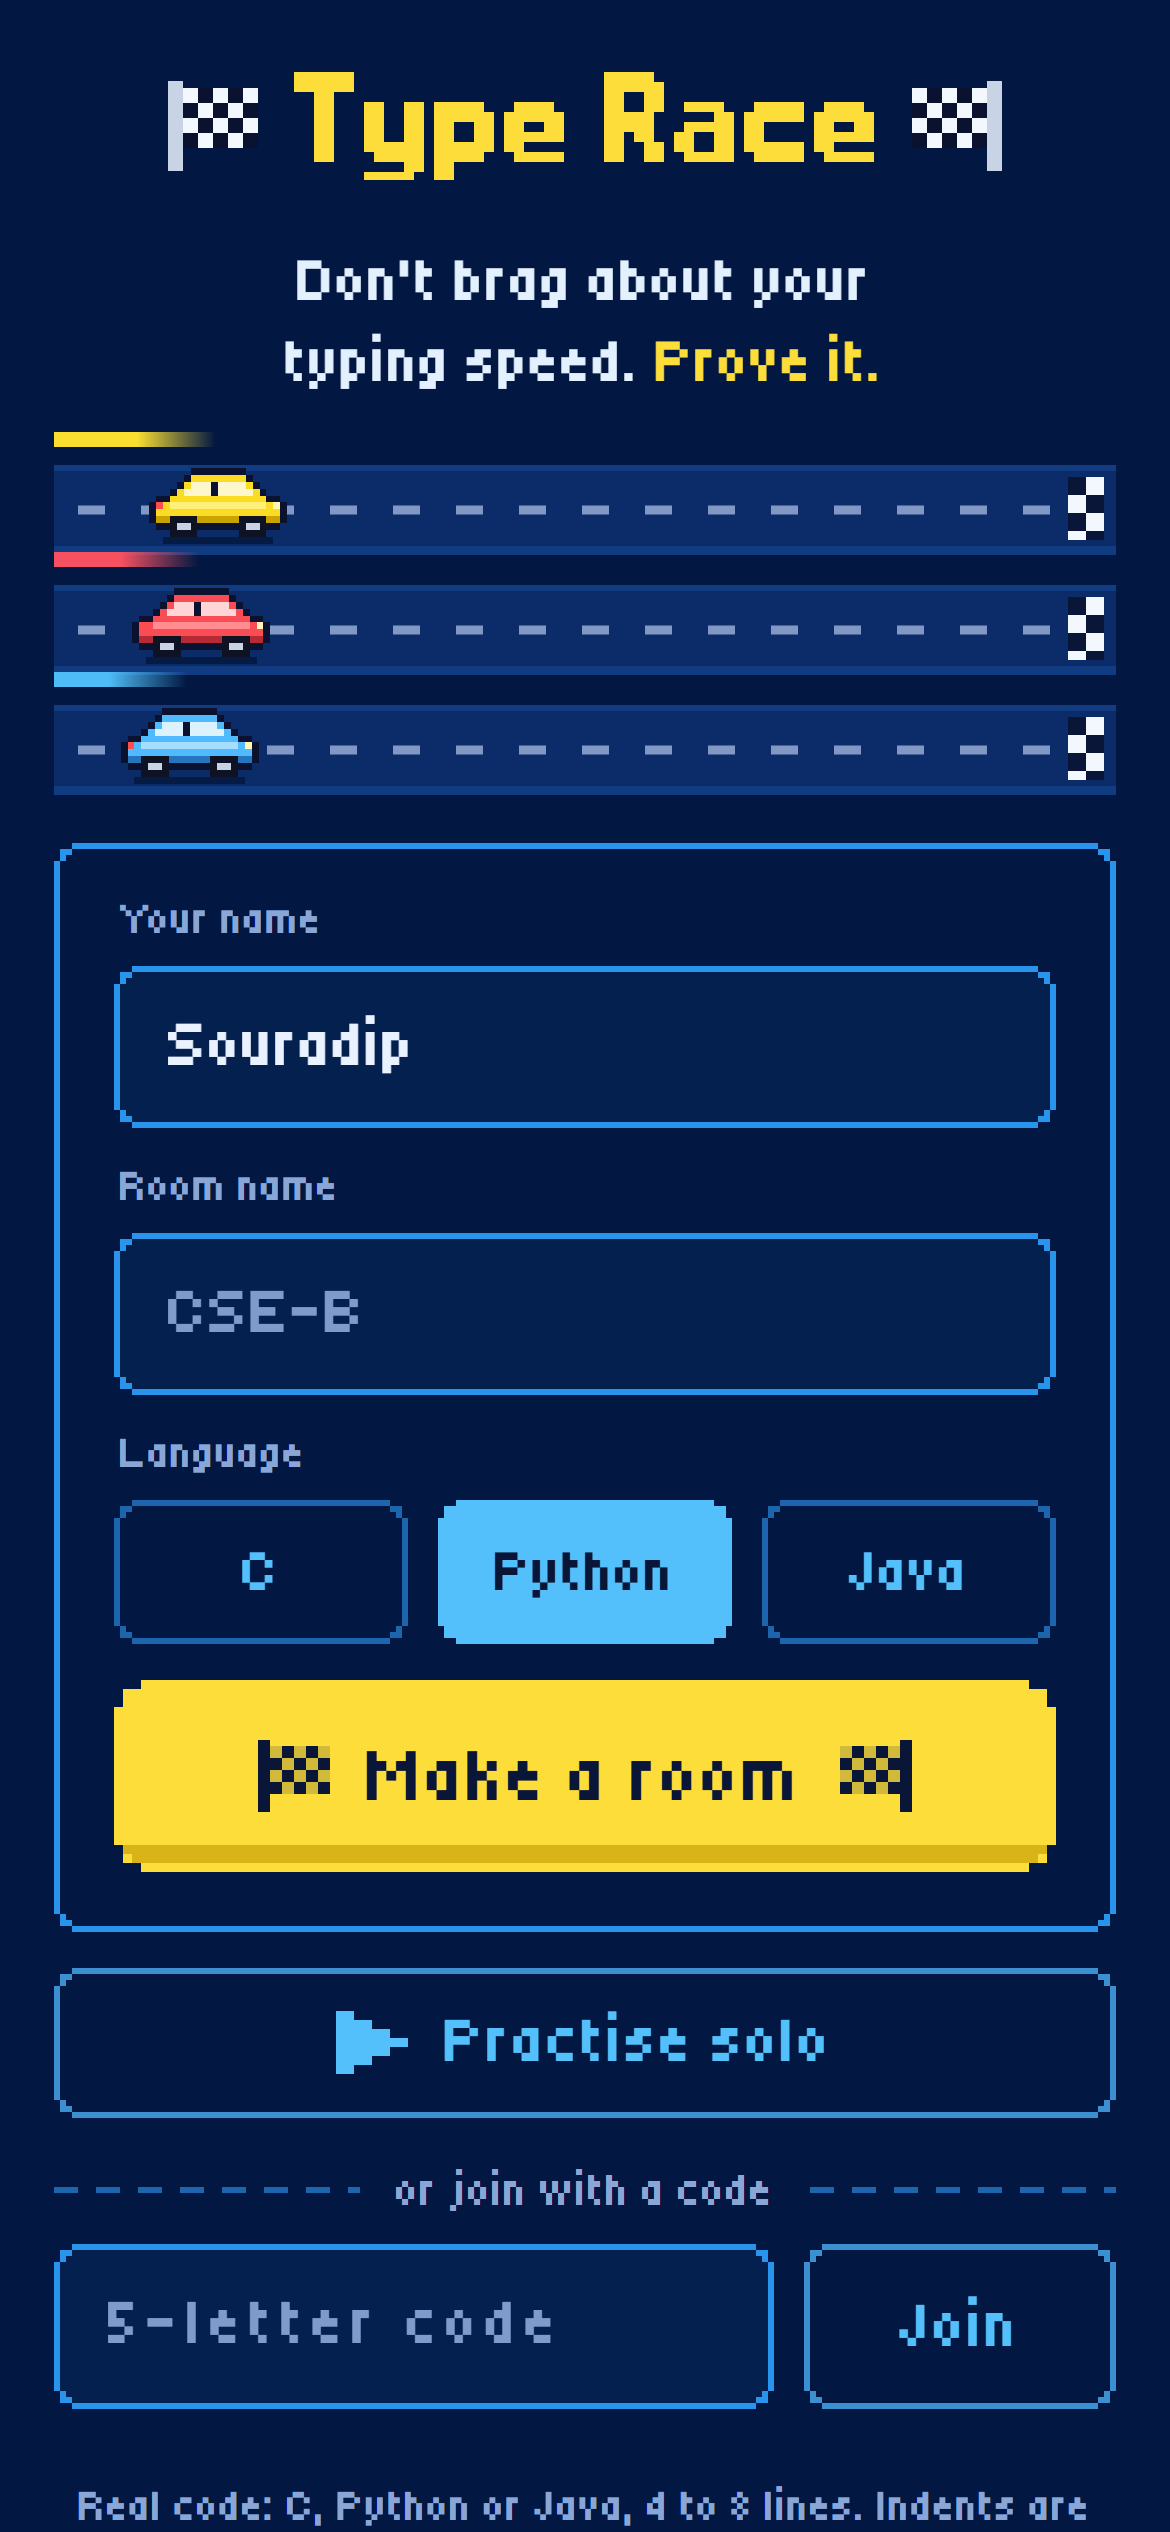 Type Race
Don't brag about your
typing speed. Prove it.
Your name
Souradip
Room name
CSE-B
Language
C Python Java
Make a room
Practise solo
or join with a code
5-letter code Join
Real code: C, Python or Java, 4 to 8 lines. Indents are